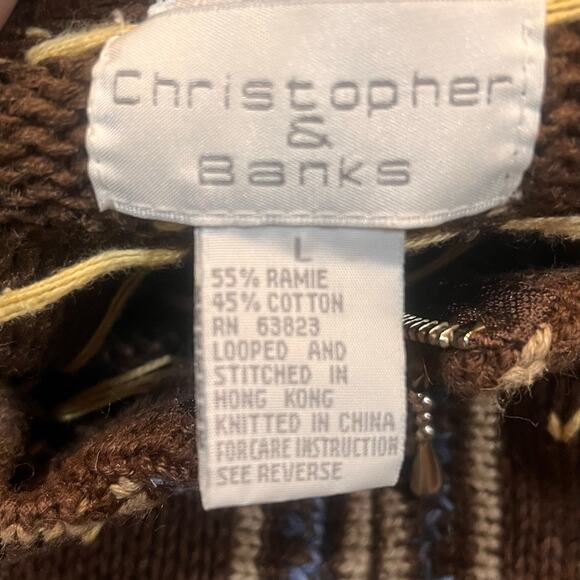 Christopher
&
Banks
L
55% RAMIE
45% COTTON
RN 63823
LOOPED AND
STITCHED IN
HONG KONG
KNITTED IN CHINA
FOR CARE INSTRUCTION
SEE REVERSE